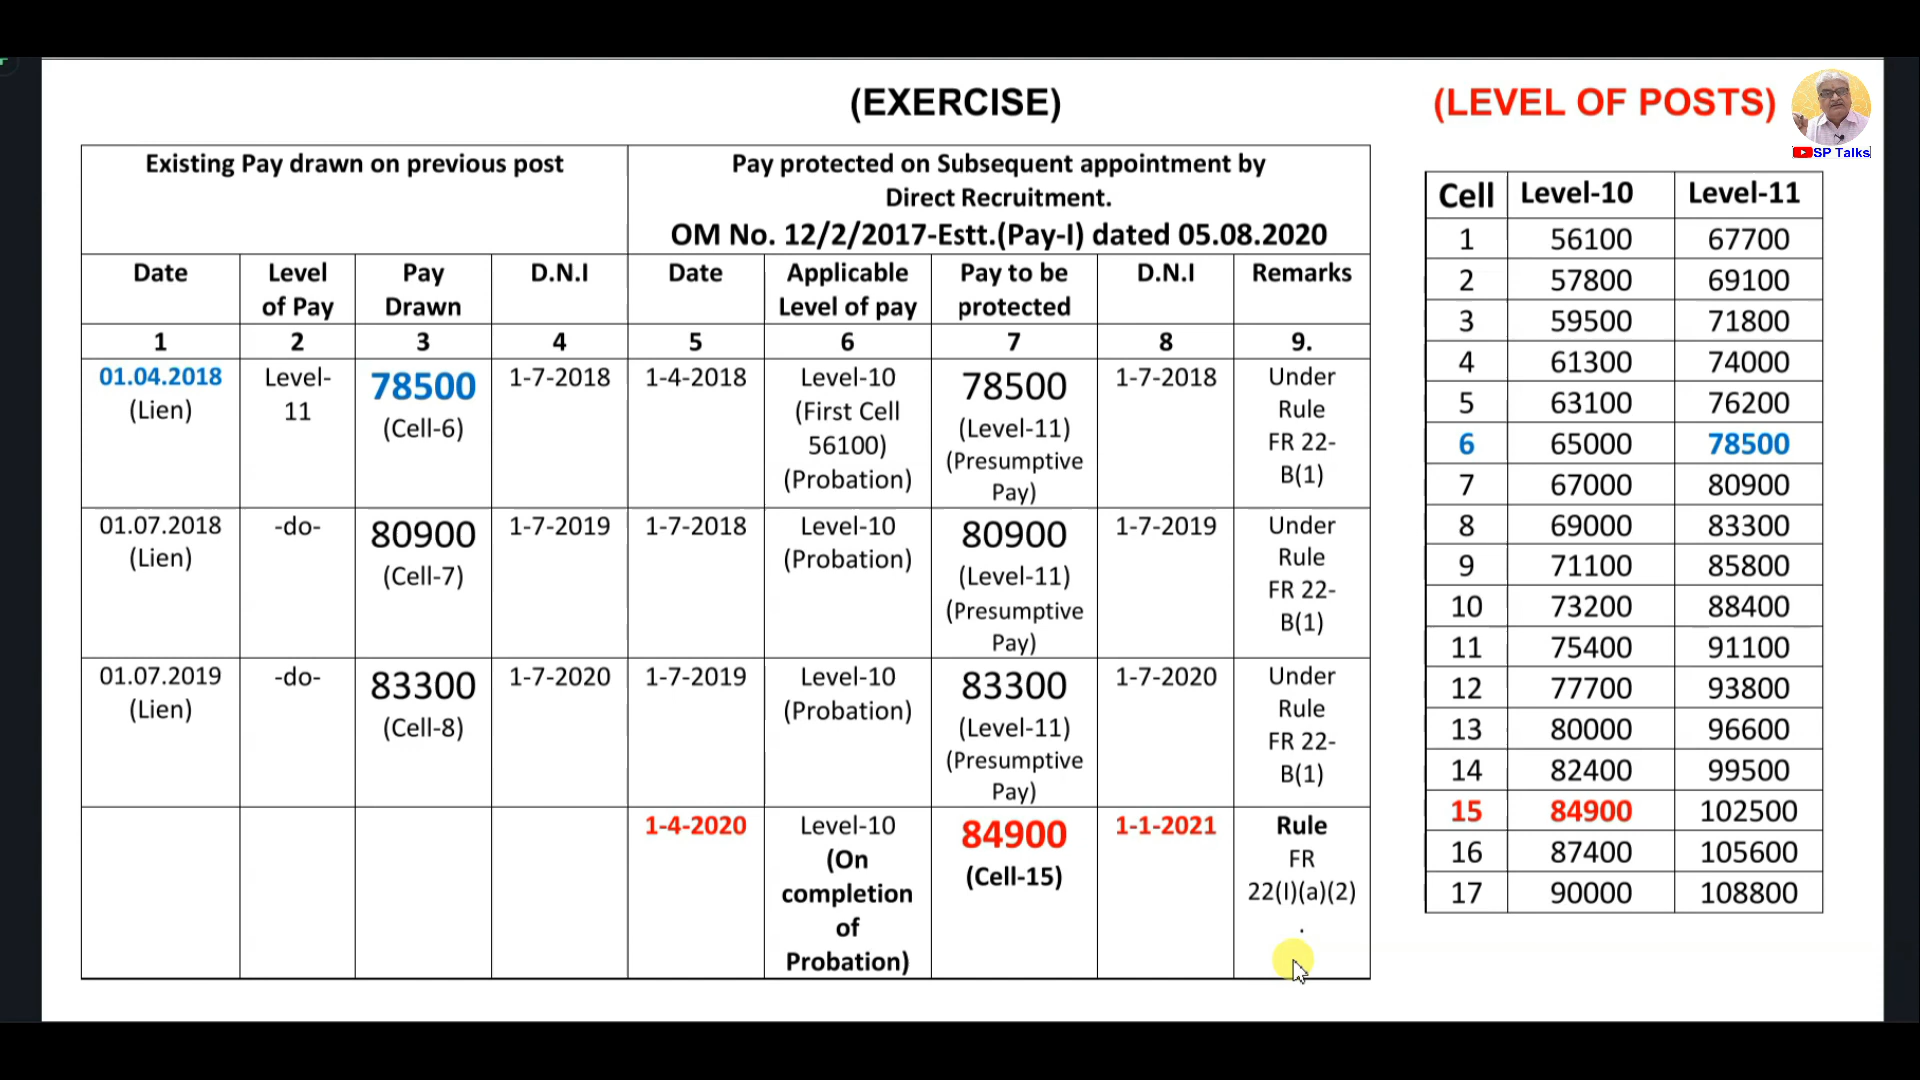 (EXERCISE)
(LEVEL OF POSTS)
SP Talks
Existing Pay drawn on previous post
Pay protected on Subsequent appointment by
Direct Recruitment.
OM No. 12/2/2017-Estt.(Pay-I) dated 05.08.2020
Date Level of Pay Pay Drawn D.N.I Date Applicable Level of pay Pay to be protected D.N.I Remarks
1 2 3 4 5 6 7 8 9.
01.04.2018 (Lien) Level-11 78500 (Cell-6) 1-7-2018 1-4-2018 Level-10 (First Cell 56100) (Probation) 78500 (Level-11) (Presumptive Pay) 1-7-2018 Under Rule FR 22-B(1)
01.07.2018 (Lien) -do- 80900 (Cell-7) 1-7-2019 1-7-2018 Level-10 (Probation) 80900 (Level-11) (Presumptive Pay) 1-7-2019 Under Rule FR 22-B(1)
01.07.2019 (Lien) -do- 83300 (Cell-8) 1-7-2020 1-7-2019 Level-10 (Probation) 83300 (Level-11) (Presumptive Pay) 1-7-2020 Under Rule FR 22-B(1)
1-4-2020 Level-10 (On completion of Probation) 84900 (Cell-15) 1-1-2021 Rule FR 22(I)(a)(2) .
Cell Level-10 Level-11
1 56100 67700
2 57800 69100
3 59500 71800
4 61300 74000
5 63100 76200
6 65000 78500
7 67000 80900
8 69000 83300
9 71100 85800
10 73200 88400
11 75400 91100
12 77700 93800
13 80000 96600
14 82400 99500
15 84900 102500
16 87400 105600
17 90000 108800